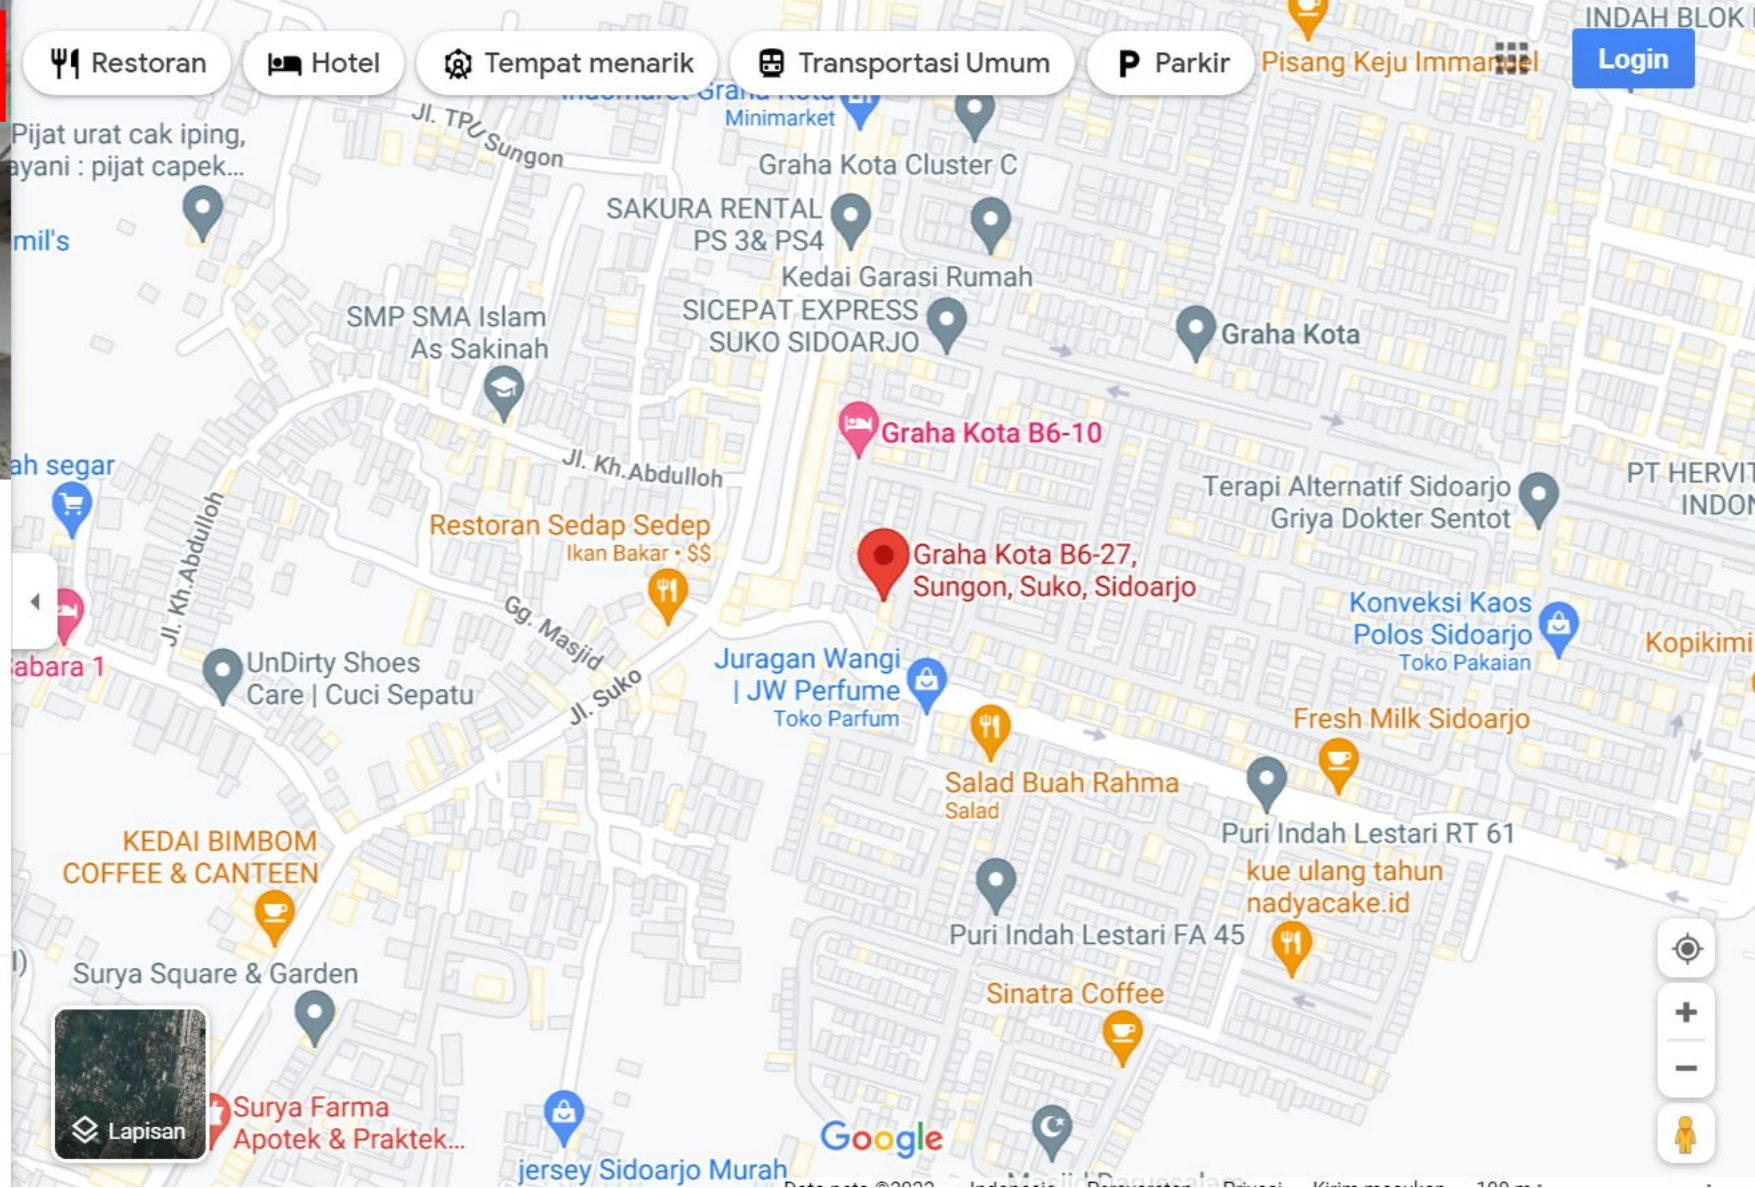 INDAH BLOK
Restoran
Hotel
Tempat menarik
Transportasi Umum
Parkir
Pisang Keju Immanuel
Login
Indomaret Graha Kota
Minimarket
Jl. TPU Sungon
Pijat urat cak iping,
ayani : pijat capek...
Graha Kota Cluster C
SAKURA RENTAL
PS 3& PS4
mil's
Kedai Garasi Rumah
SICEPAT EXPRESS
SUKO SIDOARJO
SMP SMA Islam
As Sakinah
Graha Kota
Graha Kota B6-10
ah segar
Jl. Kh.Abdulloh
Terapi Alternatif Sidoarjo
Griya Dokter Sentot
PT HERVIT
INDON
Restoran Sedap Sedep
Ikan Bakar • $$
Jl. Kh.Abdulloh
Graha Kota B6-27,
Sungon, Suko, Sidoarjo
Gg. Masjid
Konveksi Kaos
Polos Sidoarjo
Toko Pakaian
Kopikimi
abara 1
UnDirty Shoes
Care | Cuci Sepatu
Jl. Suko
Juragan Wangi
| JW Perfume
Toko Parfum
Fresh Milk Sidoarjo
Salad Buah Rahma
Salad
Puri Indah Lestari RT 61
KEDAI BIMBOM
COFFEE & CANTEEN
kue ulang tahun
nadyacake.id
Puri Indah Lestari FA 45
l)
Surya Square & Garden
Sinatra Coffee
Lapisan
Surya Farma
Apotek & Praktek...
Google
jersey Sidoarjo Murah